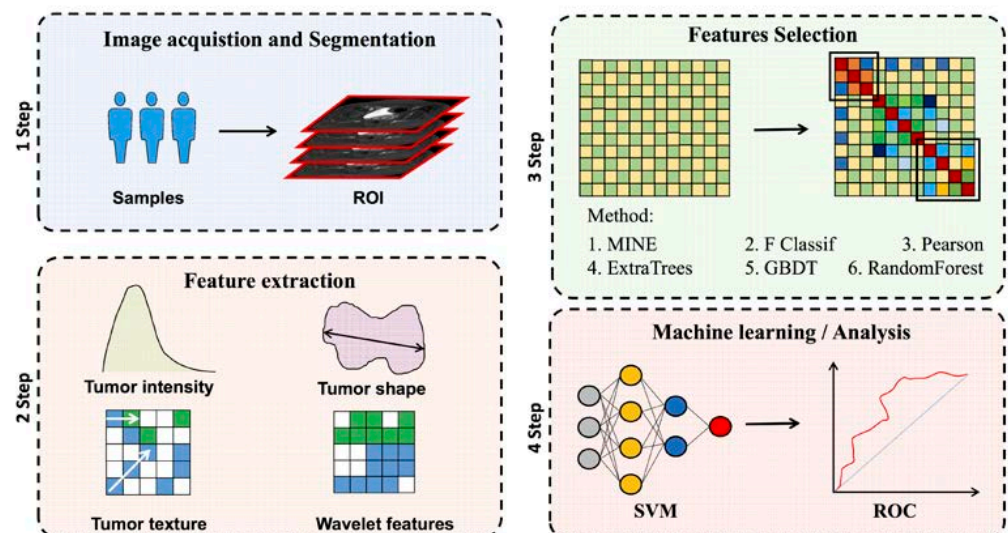 1 Step
Image acquistion and Segmentation
Samples
ROI
2 Step
Feature extraction
Tumor intensity
Tumor shape
Tumor texture
Wavelet features
3 Step
Features Selection
Method:
1. MINE 2. F Classif 3. Pearson
4. ExtraTrees 5. GBDT 6. RandomForest
4 Step
Machine learning / Analysis
SVM
ROC